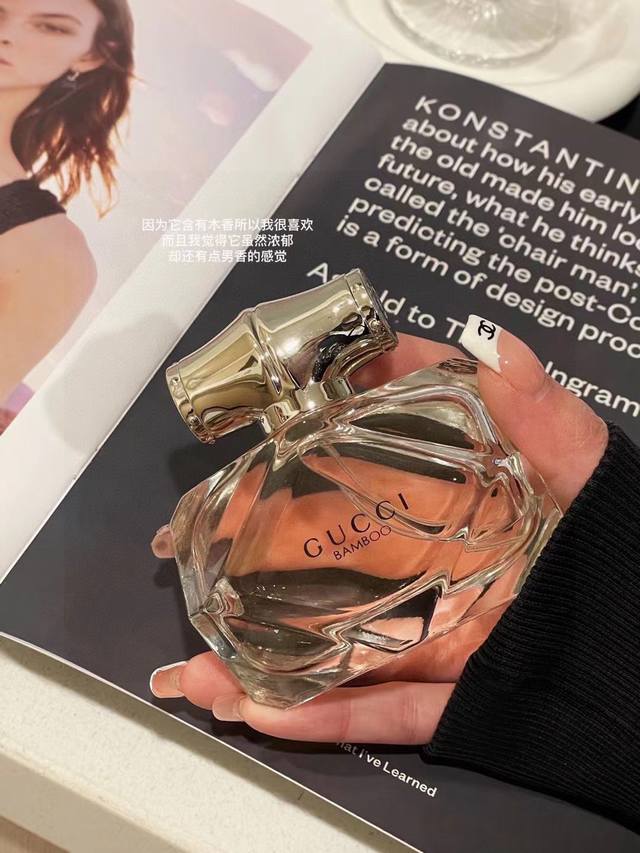 KONSTANTIN
about how his early
the old made him lo
future, what he thinks
called the 'chair man',
predicting the post-Co
is a form of design proc
因为它含有木香所以我很喜欢
而且我觉得它虽然浓郁
却还有点男香的感觉
Ingram
GUCCI
BAMBOO
hat I've Learned